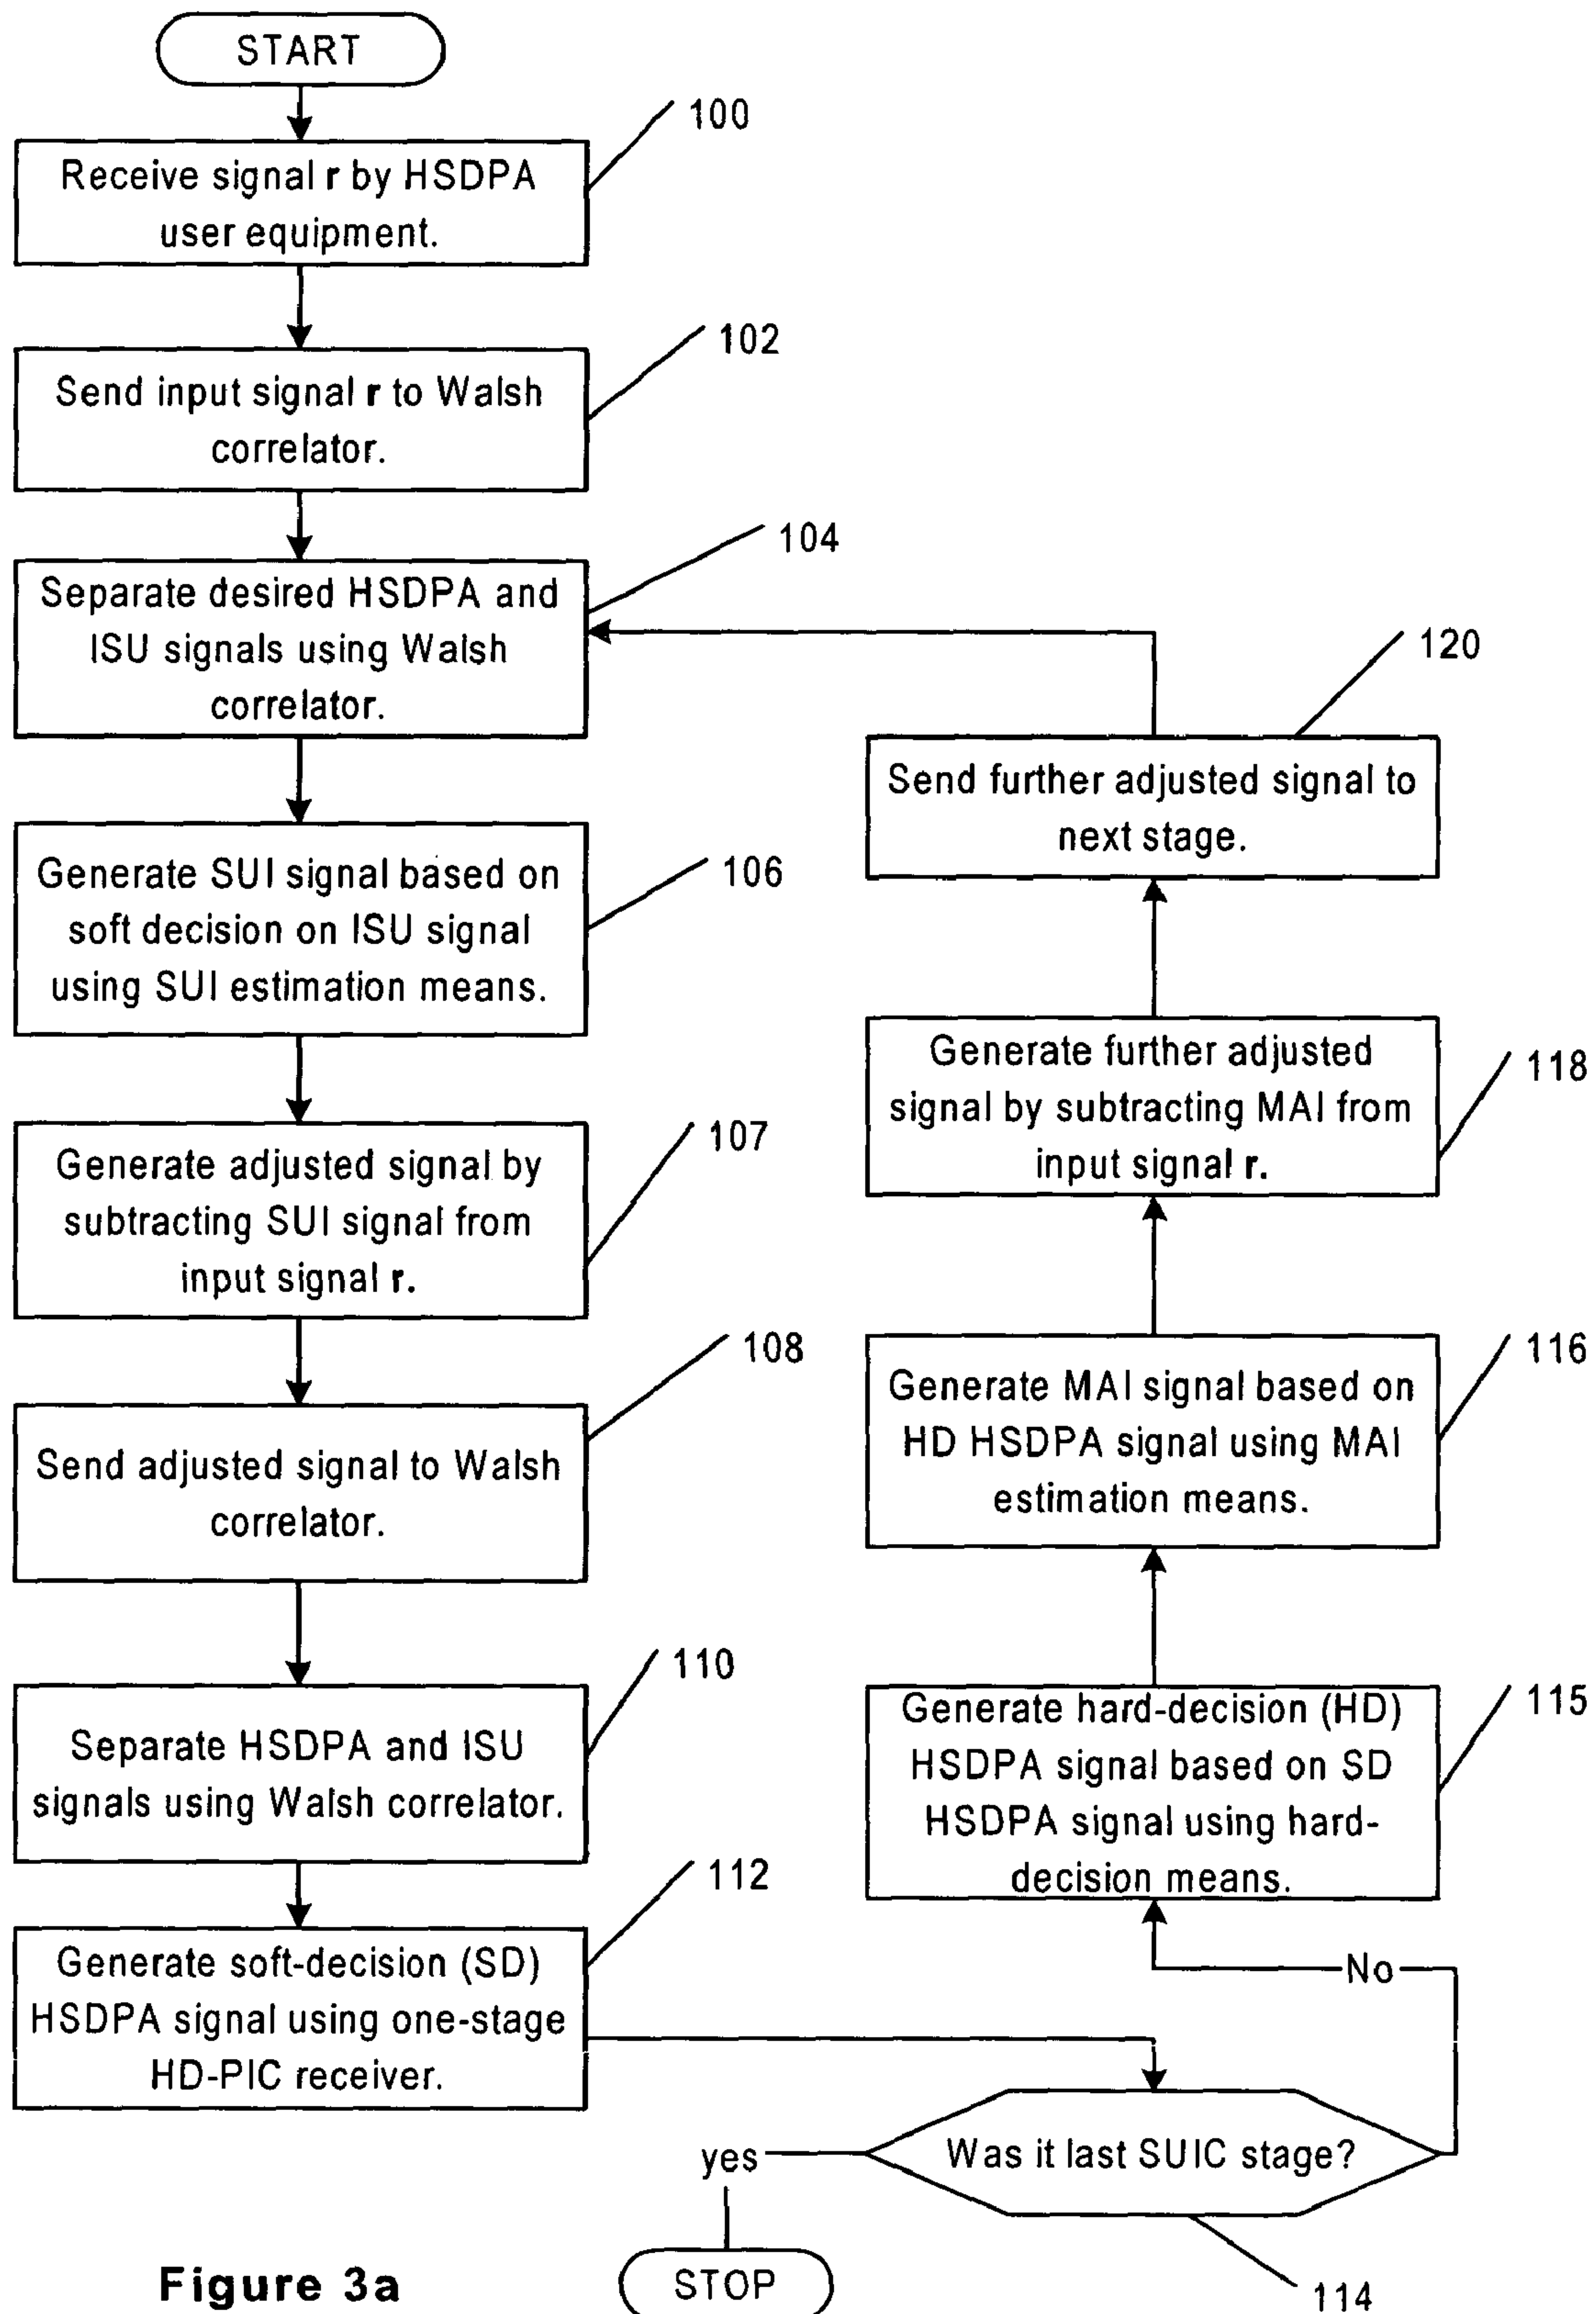 START
100
Receive signal r by HSDPA
user equipment.
102
Send input signal r to Walsh
correlator.
104
Separate desired HSDPA and
ISU signals using Walsh
correlator.
106
Generate SUI signal based on
soft decision on ISU signal
using SUI estimation means.
107
Generate adjusted signal by
subtracting SUI signal from
input signal r.
108
Send adjusted signal to Walsh
correlator.
110
Separate HSDPA and ISU
signals using Walsh correlator.
112
Generate soft-decision (SD)
HSDPA signal using one-stage
HD-PIC receiver.
Was it last SUIC stage?
114
yes
STOP
No
115
Generate hard-decision (HD)
HSDPA signal based on SD
HSDPA signal using hard-
decision means.
116
Generate MAI signal based on
HD HSDPA signal using MAI
estimation means.
118
Generate further adjusted
signal by subtracting MAI from
input signal r.
120
Send further adjusted signal to
next stage.
Figure 3a